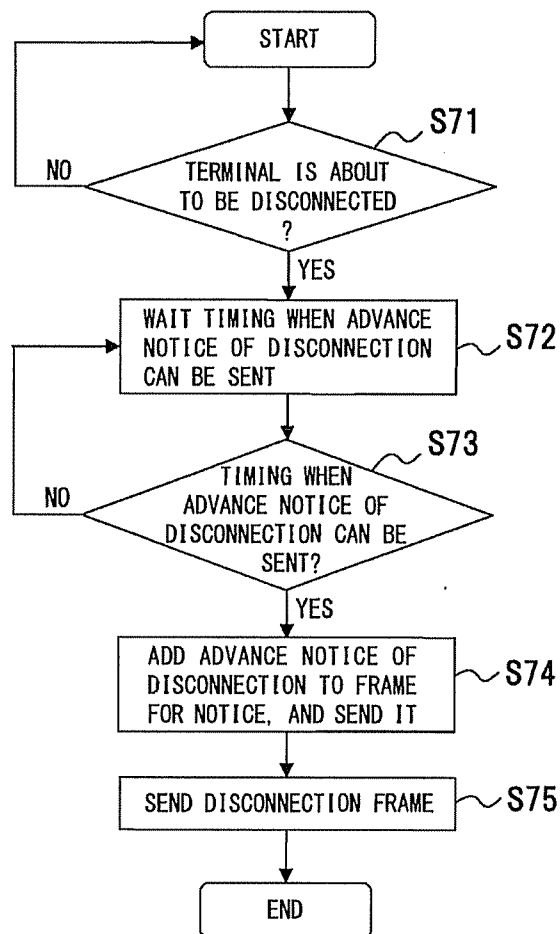 START
S71
NO
TERMINAL IS ABOUT
TO BE DISCONNECTED
?
YES
WAIT TIMING WHEN ADVANCE
NOTICE OF DISCONNECTION
CAN BE SENT
S72
S73
NO
TIMING WHEN
ADVANCE NOTICE OF
DISCONNECTION CAN BE
SENT?
YES
ADD ADVANCE NOTICE OF
DISCONNECTION TO FRAME
FOR NOTICE, AND SEND IT
S74
SEND DISCONNECTION FRAME
S75
END